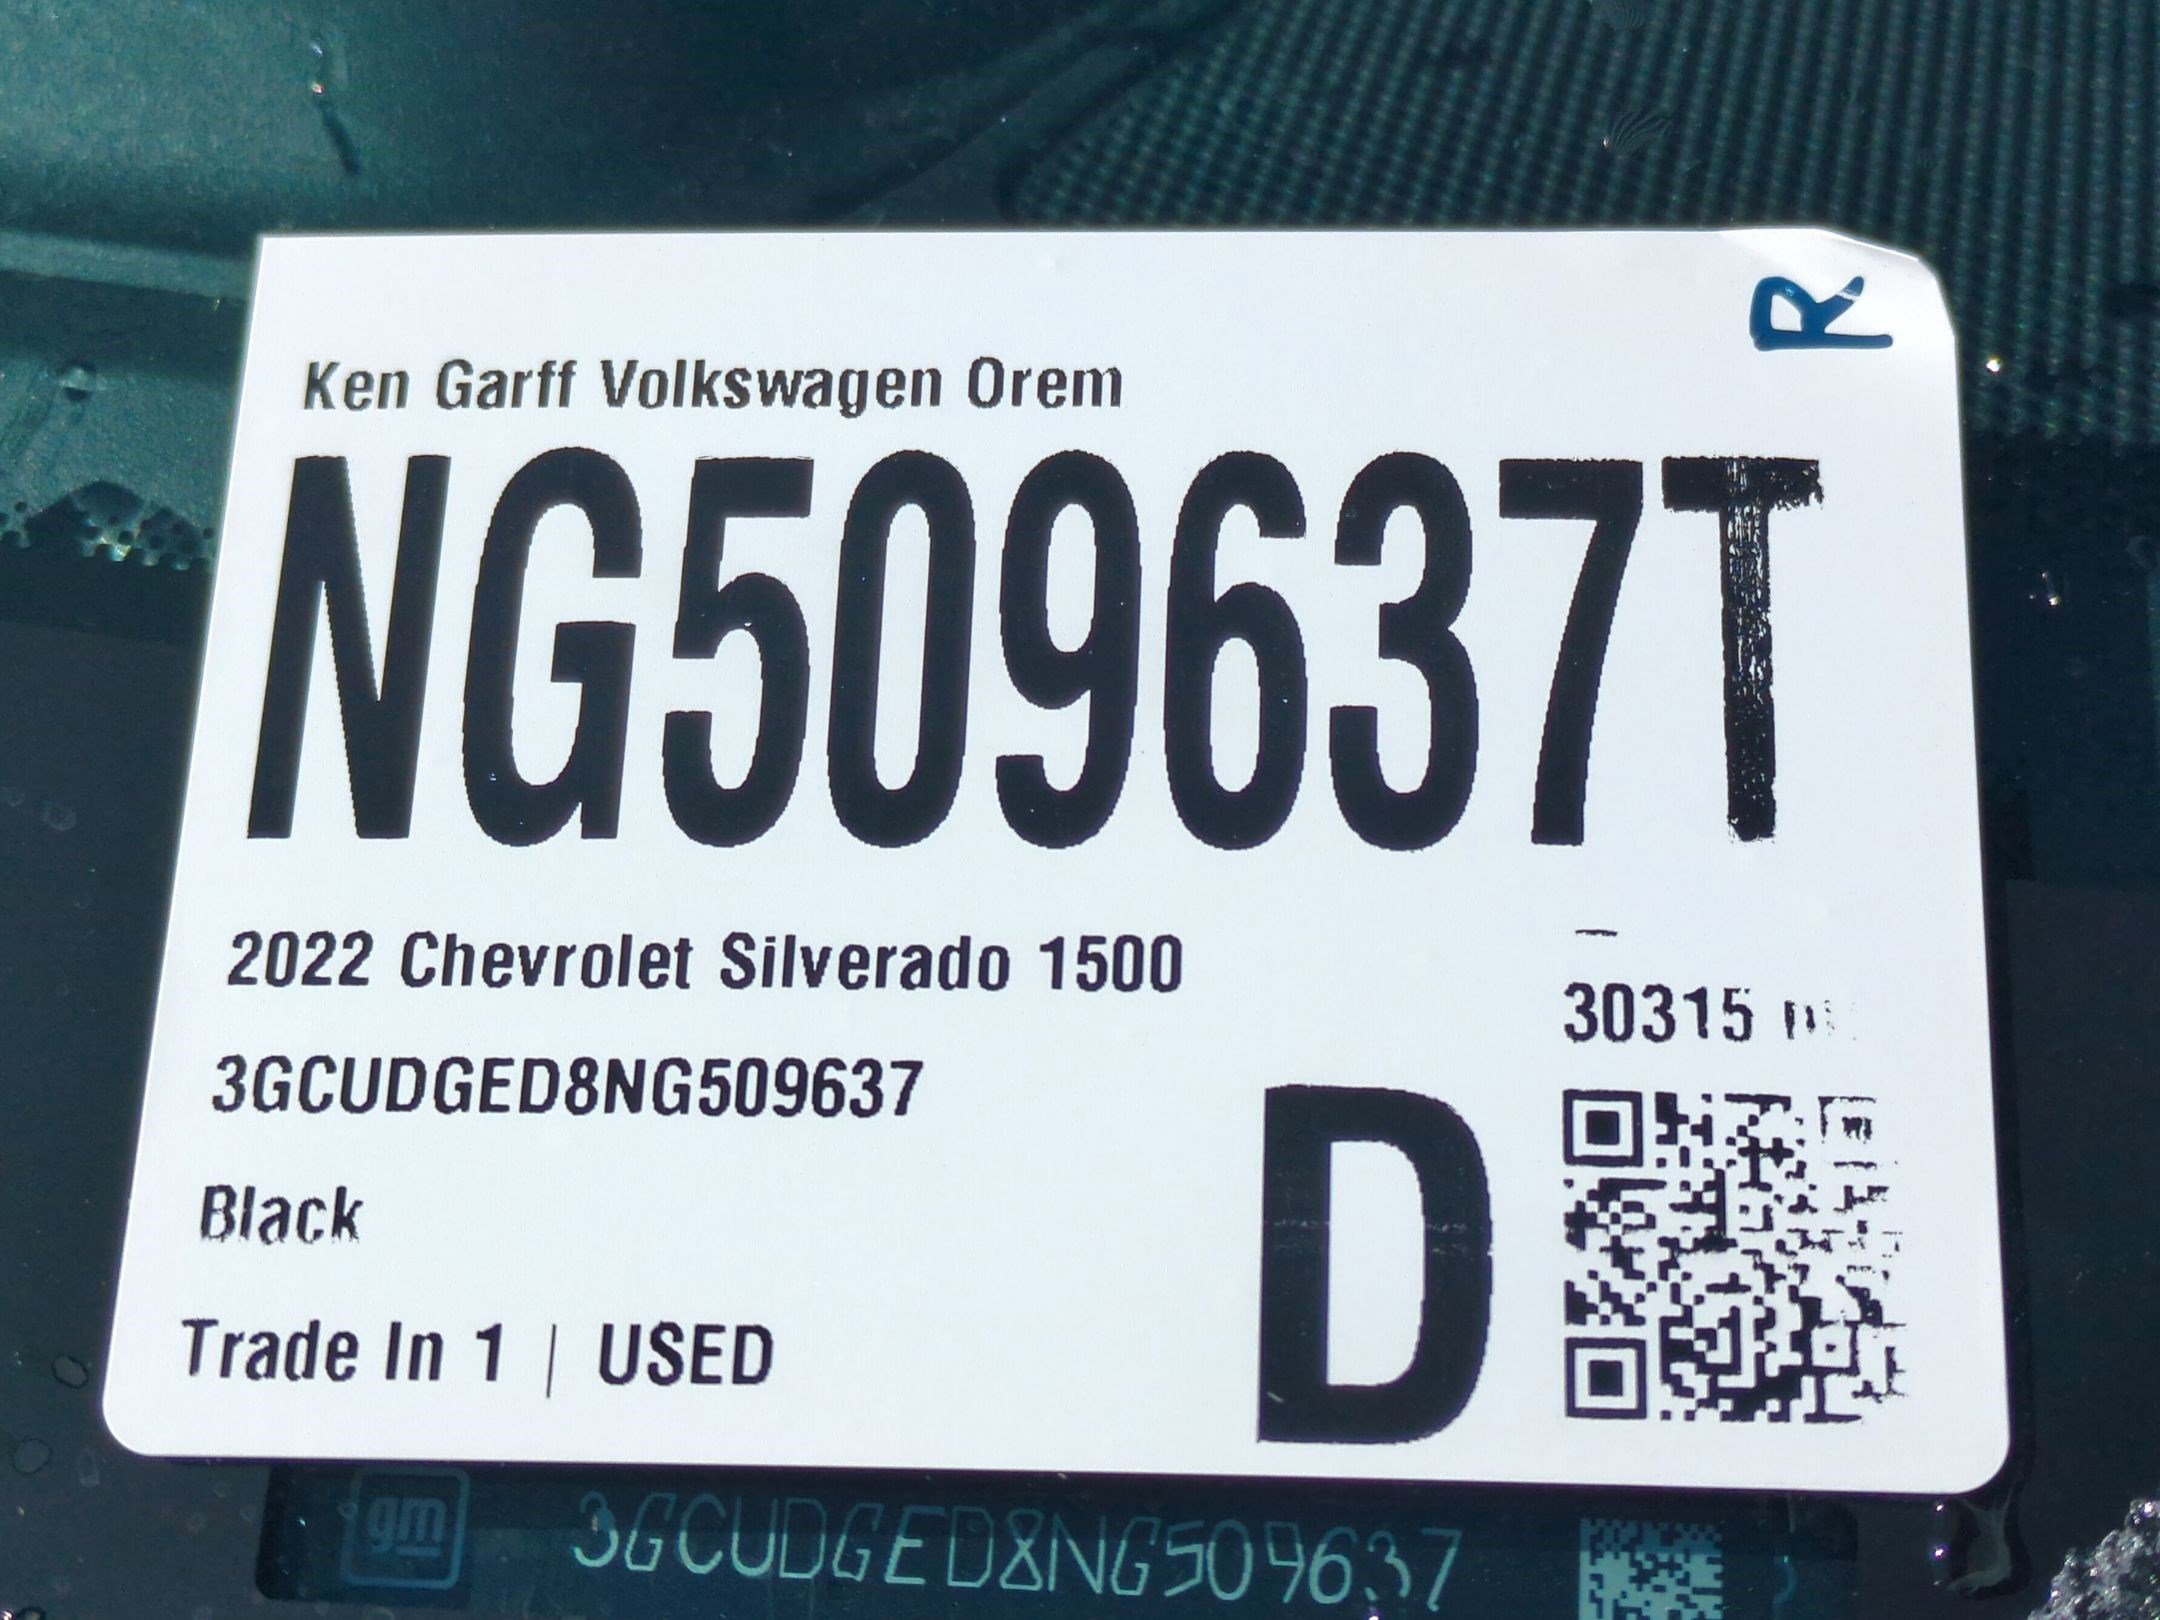 R
Ken Garff Volkswagen Orem
NG509637T
2022 Chevrolet Silverado 1500
30315
3GCUDGED8NG509637
Black
D
Trade In 1 | USED
gm
3GCUDGED8NG509637